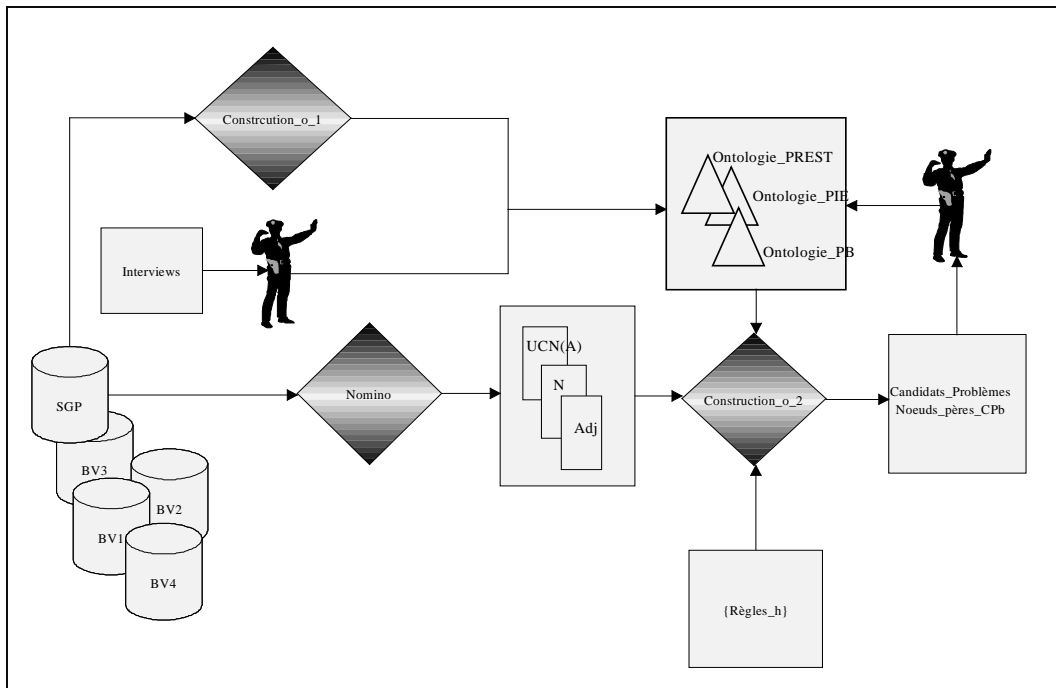 Constrcution_o_1
Ontologie_PREST
Ontologie_PIE
Ontologie_PB
Interviews
UCN(A)
N
Adj
SGP
Nomino
Construction_o_2
Candidats_Problèmes
Noeuds_pères_CPb
BV3
BV2
BV1
BV4
{Règles_h}